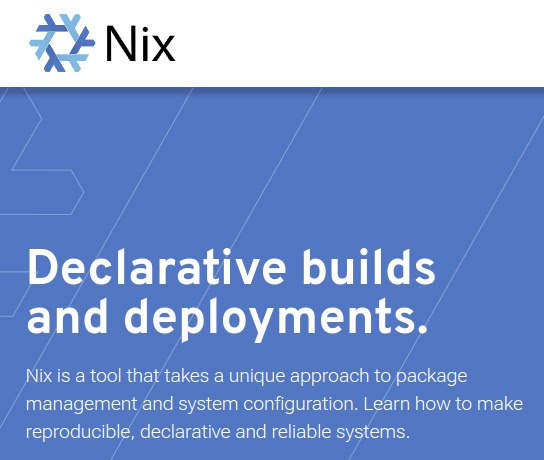 Nix
Declarative builds
and deployments.
Nix is a tool that takes a unique approach to package
management and system configuration. Learn how to make
reproducible, declarative and reliable systems.